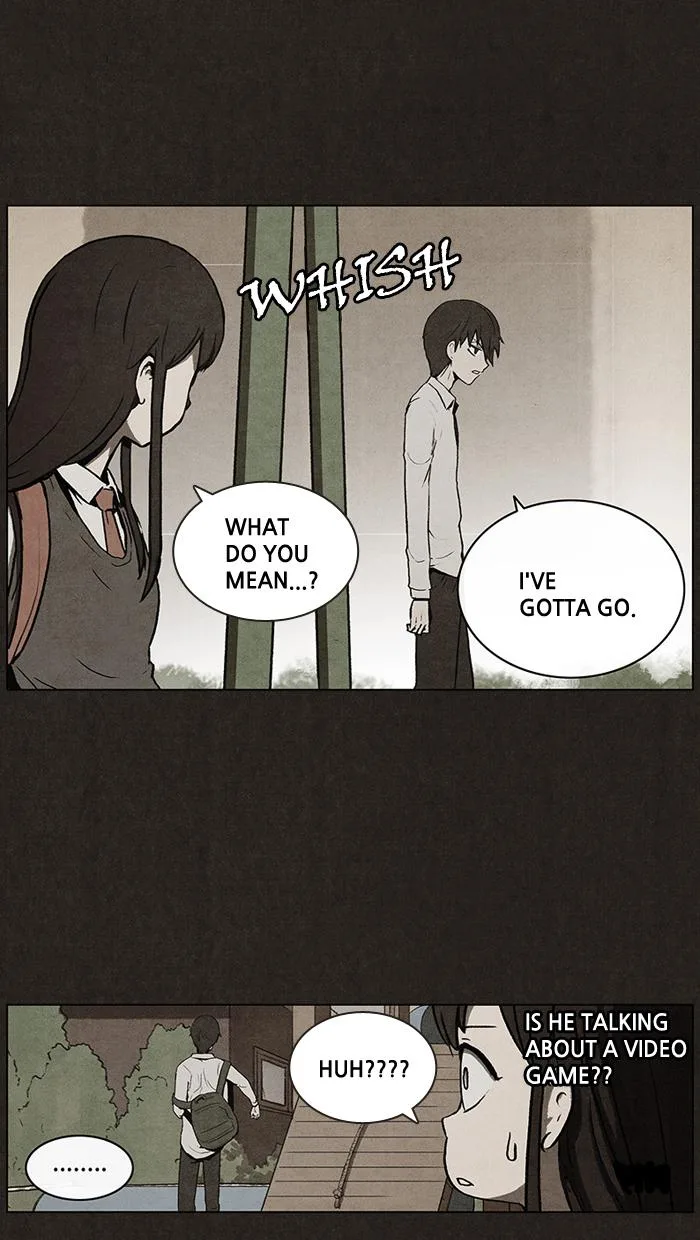 WHISH
WHAT
DO YOU
MEAN...?
I'VE
GOTTA GO.
IS HE TALKING
ABOUT A VIDEO
GAME??
HUH????
........